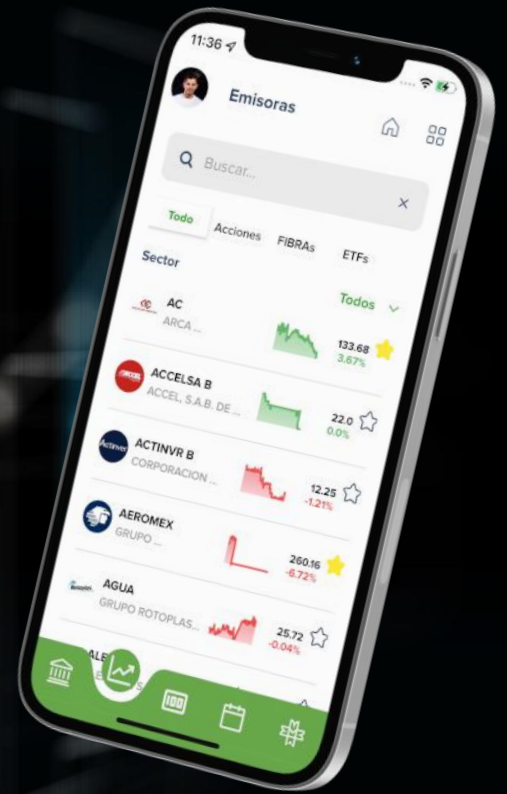 11:36
Emisoras
Buscar...
Todo Acciones FIBRAs ETFs
Sector
Todos
AC
ARCA ...
133.68
3.67%
ACCELSA B
ACCEL, S.A.B. DE ...
22.0
0.0%
Actinver
ACTINVR B
CORPORACION ...
12.25
-1.21%
AEROMEX
GRUPO ...
260.16
-6.72%
AGUA
GRUPO ROTOPLAS...
25.72
-0.04%
ALE
100